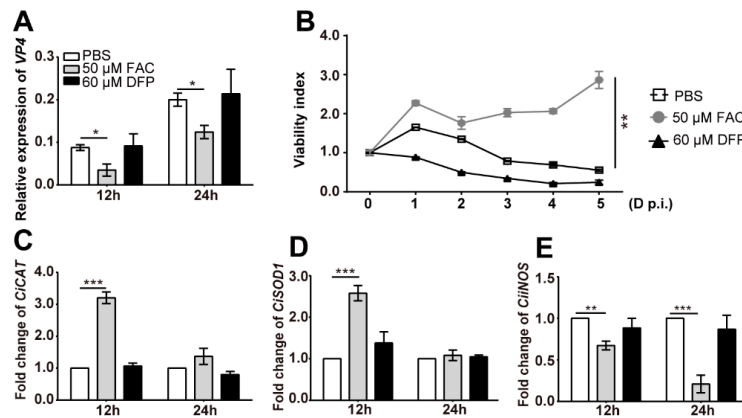 A
Relative expression of VP4
PBS
50 μM FAC
60 μM DFP
0.3
0.2
0.1
0.0
*
*
12h
24h
B
Viability index
4.0
3.0
2.0
1.0
0.0
0 1 2 3 4 5 (D p.i.)
**
PBS
50 μM FAC
60 μM DFP
C
Fold change of CiCAT
4.0
3.0
2.0
1.0
0.0
***
12h
24h
D
Fold change of CiSOD1
3.0
2.0
1.0
0.0
***
12h
24h
E
Fold change of CiiNOS
1.5
1.0
0.5
0.0
**
***
12h
24h